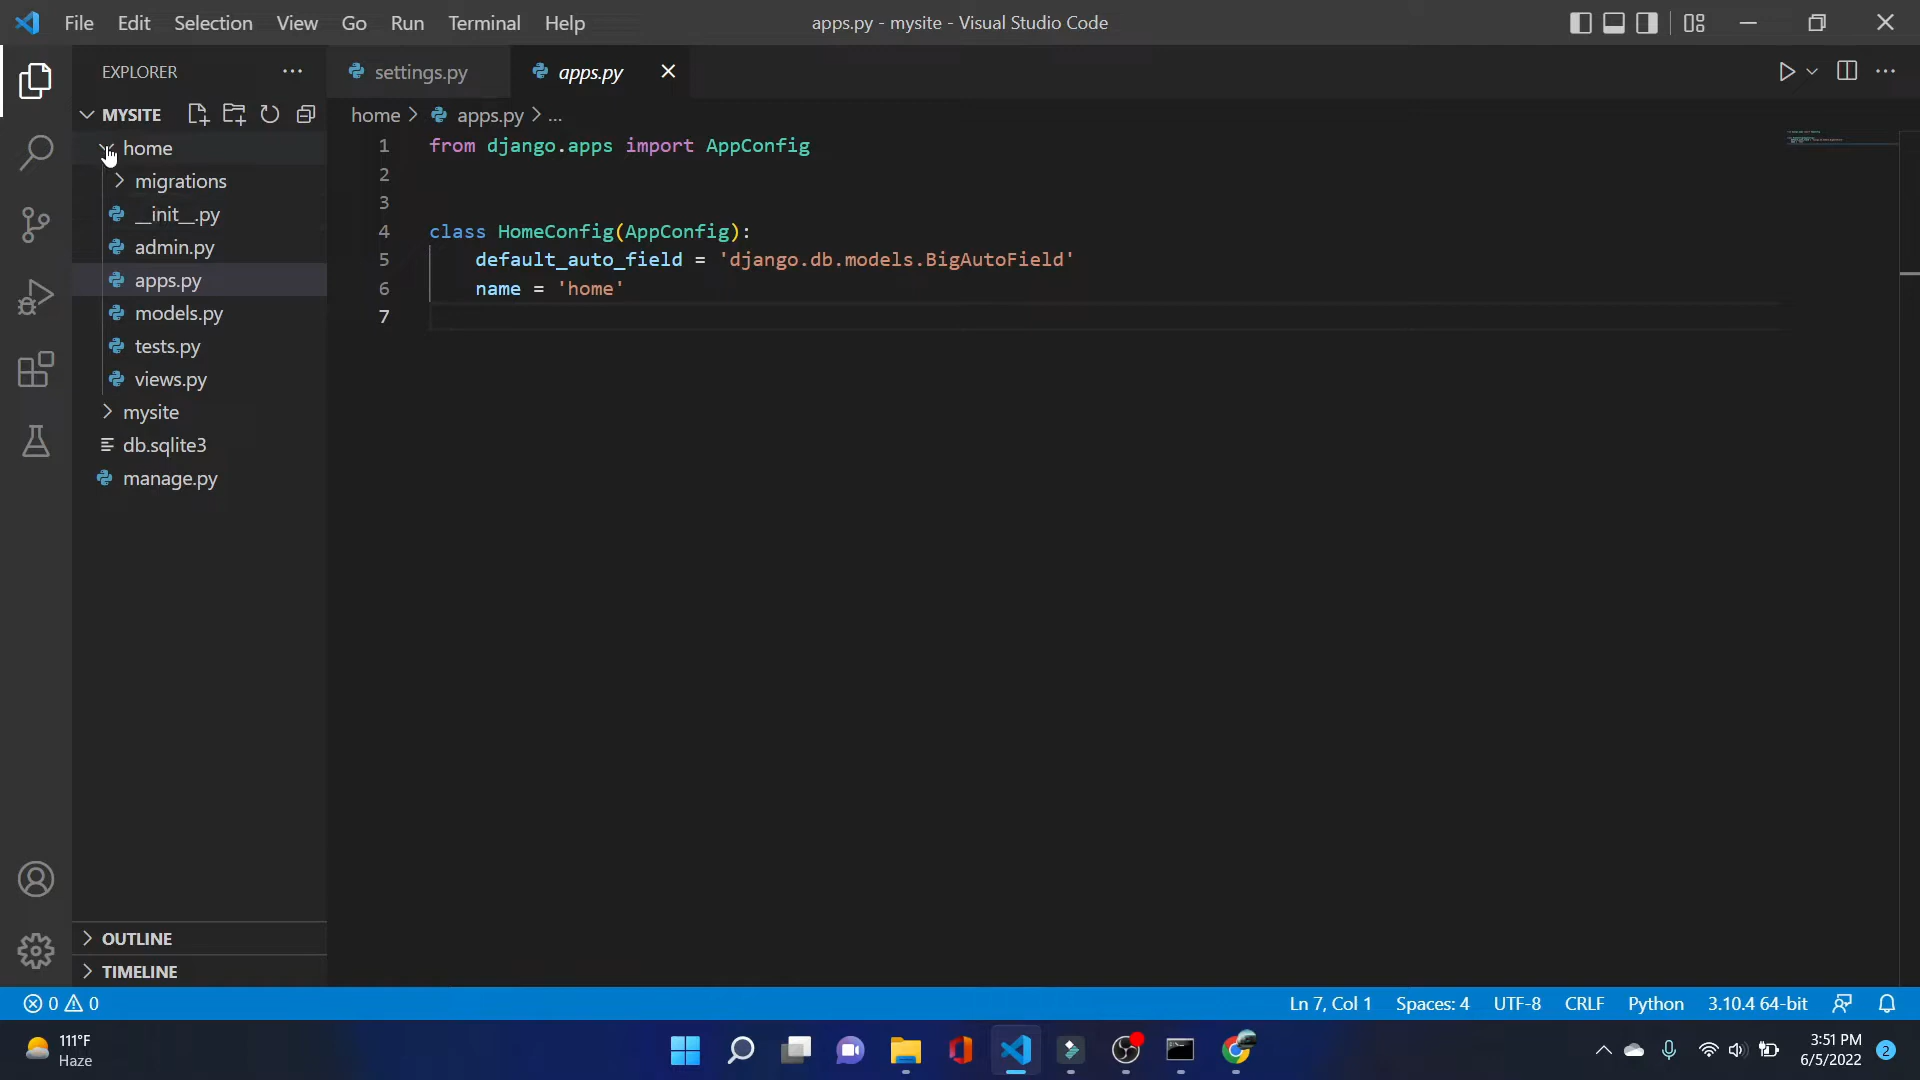 File Edit Selection View Go Run Terminal Help
apps.py - mysite - Visual Studio Code
EXPLORER
settings.py
apps.py
MYSITE
home
migrations
__init__.py
admin.py
apps.py
models.py
tests.py
views.py
mysite
db.sqlite3
manage.py
OUTLINE
TIMELINE
home > apps.py > ...
1 from django.apps import AppConfig
2
3
4 class HomeConfig(AppConfig):
5 default_auto_field = 'django.db.models.BigAutoField'
6 name = 'home'
7
0 0
Ln 7, Col 1 Spaces: 4 UTF-8 CRLF Python 3.10.4 64-bit
111°F
Haze
3:51 PM
6/5/2022
2